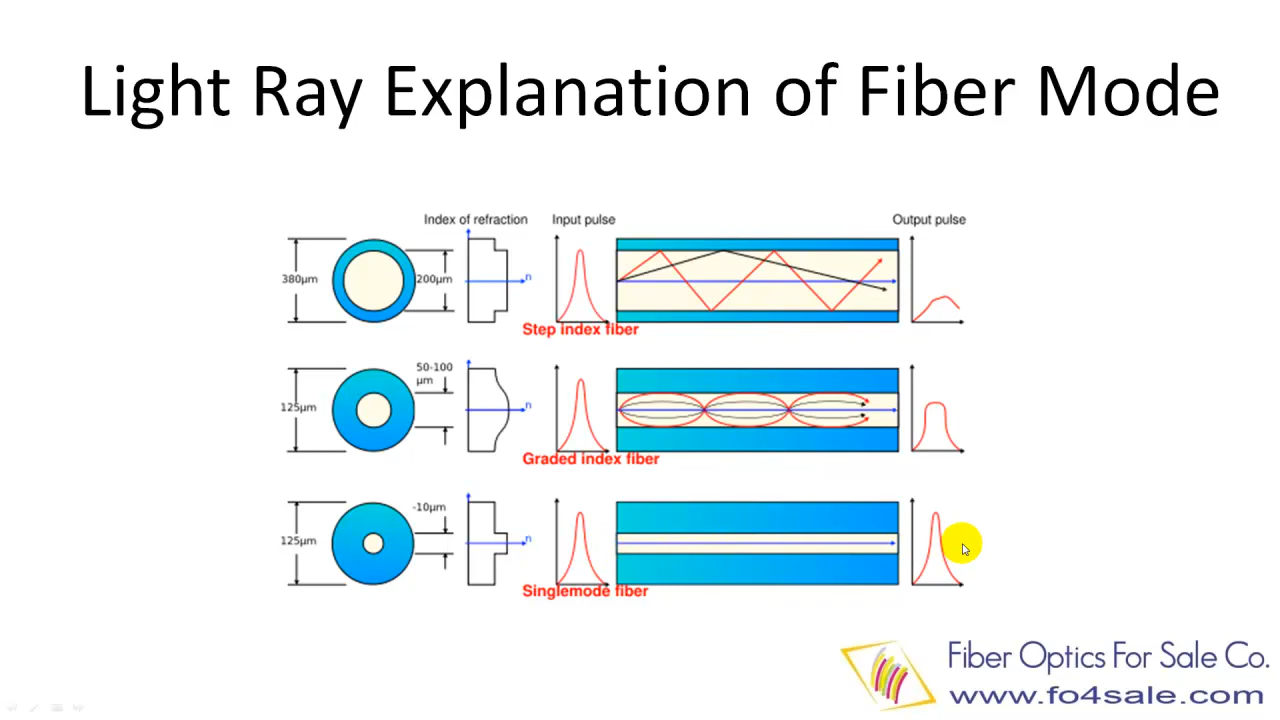 Light Ray Explanation of Fiber Mode
Index of refraction
Input pulse
Output pulse
380µm
200µm
n
Step index fiber
50-100
µm
125µm
n
Graded index fiber
-10µm
125µm
n
Singlemode fiber
Fiber Optics For Sale Co.
www.fo4sale.com